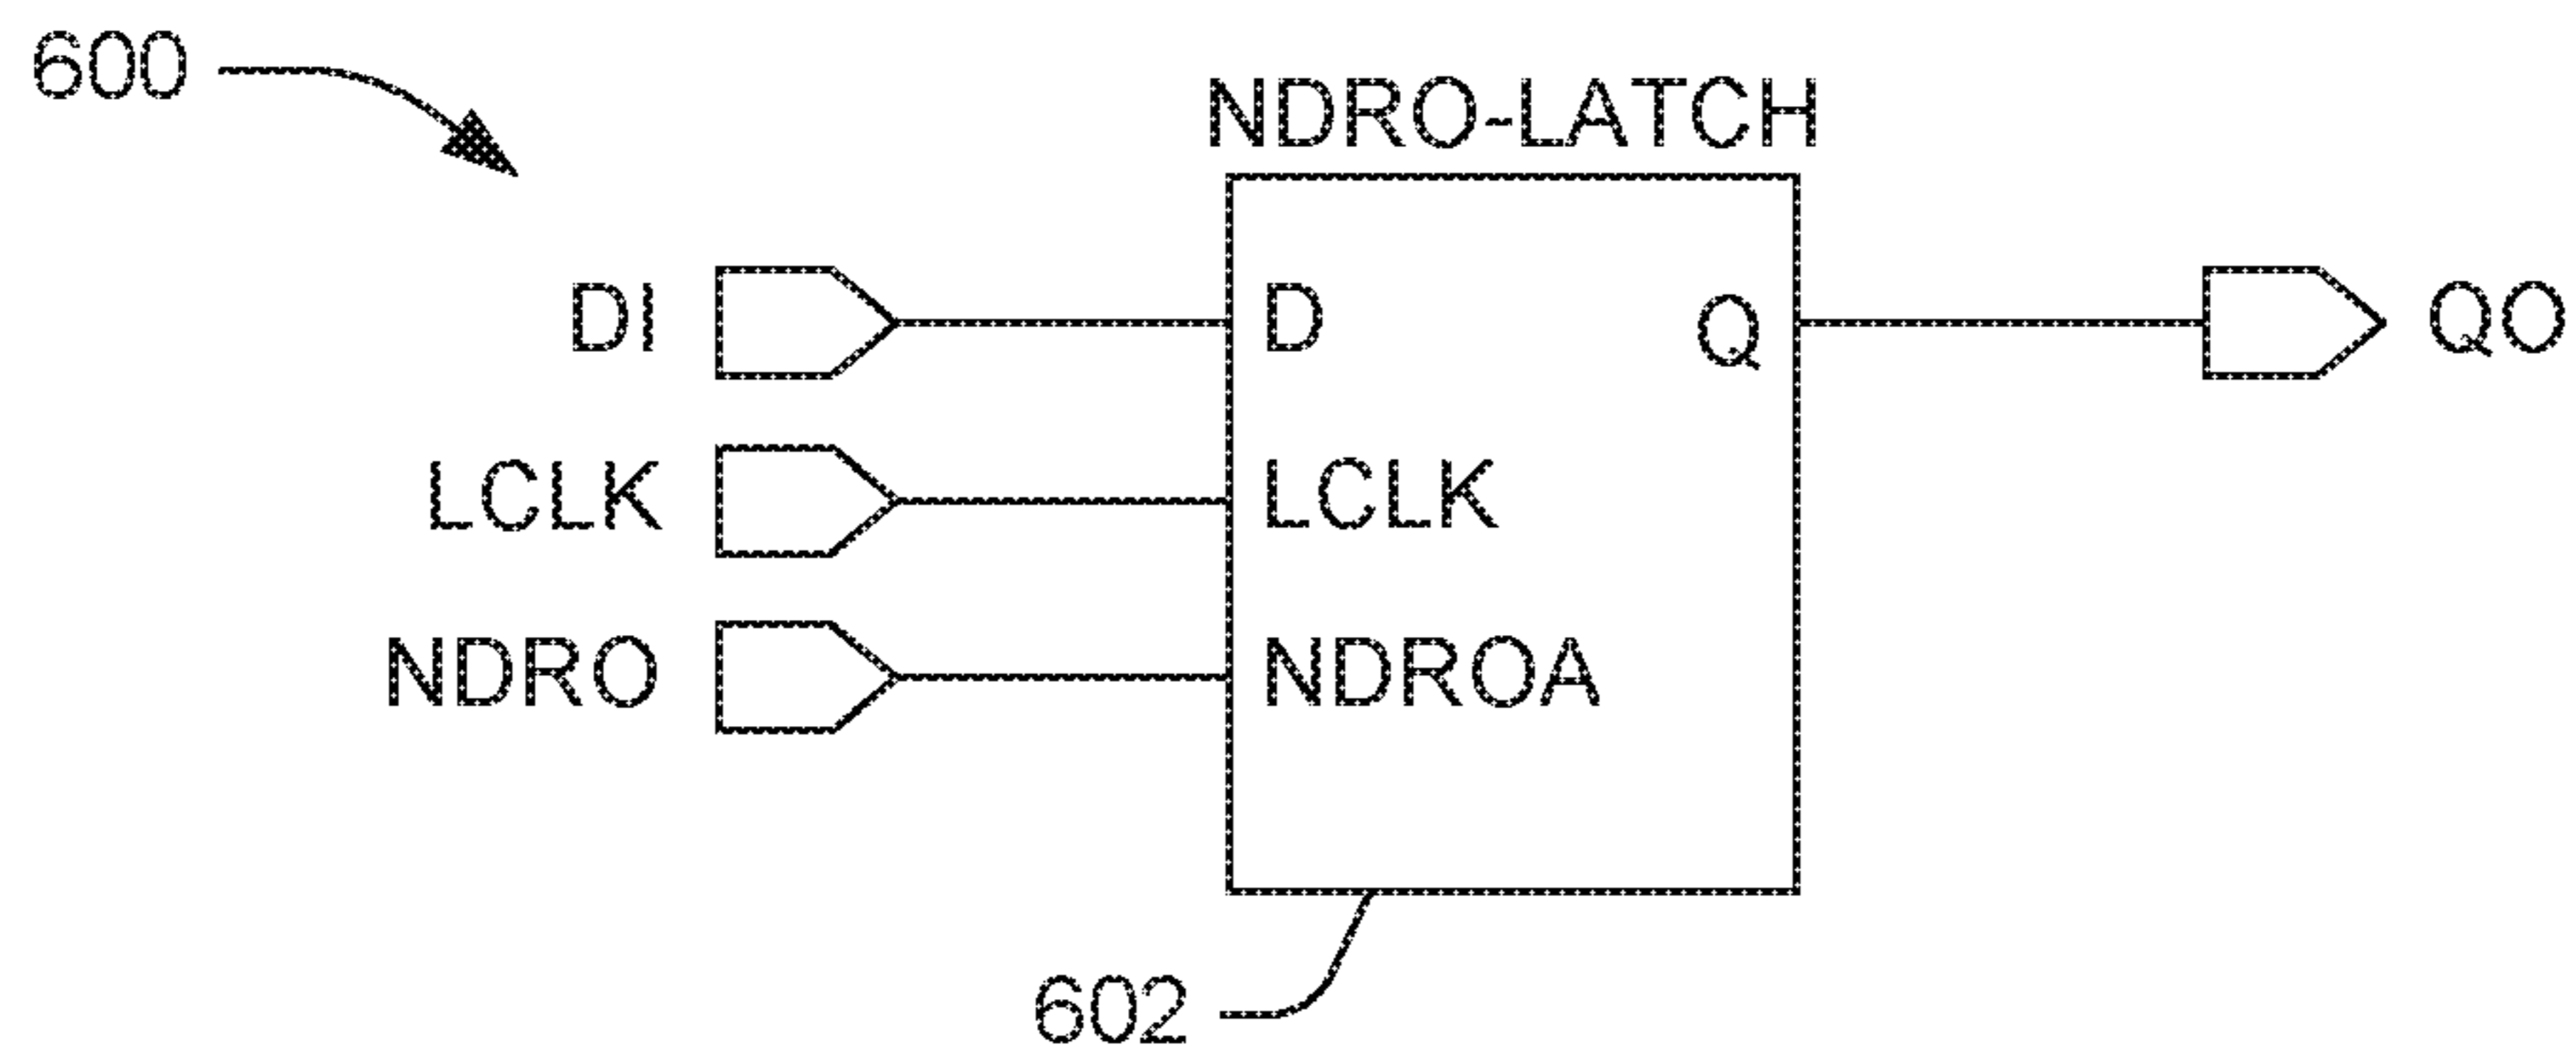 600
NDRO-LATCH
DI D Q QO
LCLK LCLK
NDRO NDROA
602